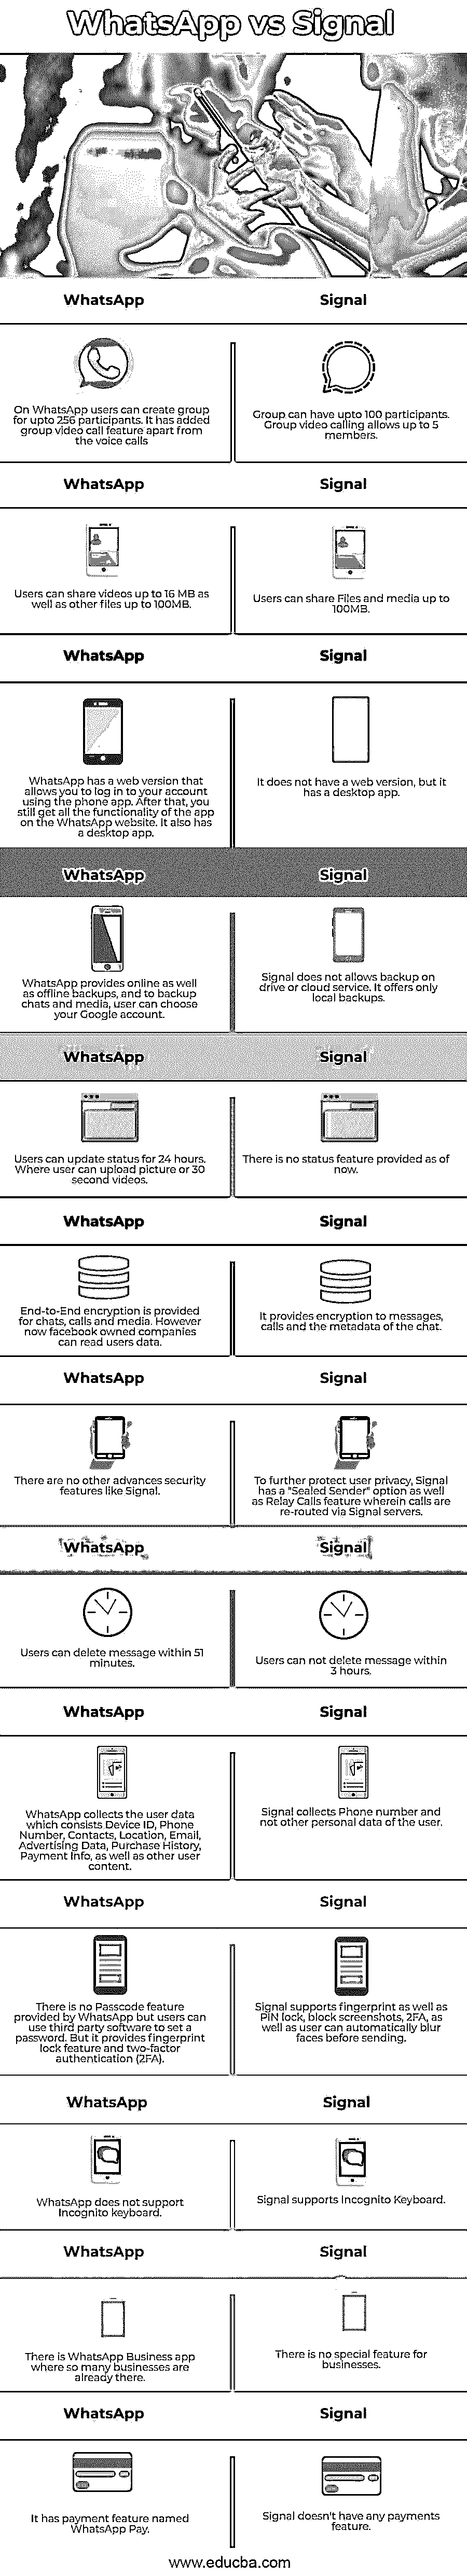 WhatsApp vs Signal
WhatsApp
Signal
On WhatsApp users can create group
for upto 256 participants. It has added
group video call feature apart from
the voice calls
Group can have upto 100 participants.
Group video calling allows up to 5
members.
WhatsApp
Signal
Users can share videos up to 16 MB as
well as other files up to 100MB.
Users can share Files and media up to
100MB.
WhatsApp
Signal
WhatsApp has a web version that
allows you to log in to your account
using the phone app. After that, you
still get all the functionality of the app
on the WhatsApp website. It also has
a desktop app.
It does not have a web version, but it
has a desktop app.
WhatsApp
Signal
WhatsApp provides online as well
as offline backups, and to backup
chats and media, user can choose
your Google account.
Signal does not allows backup on
drive or cloud service. It offers only
local backups.
WhatsApp
Signal
Users can update status for 24 hours.
Where user can upload picture or 30
second videos.
There is no status feature provided as of
now.
WhatsApp
Signal
End-to-End encryption is provided
for chats, calls and media. However
now facebook owned companies
can read users data.
It provides encryption to messages,
calls and the metadata of the chat.
WhatsApp
Signal
There are no other advances security
features like Signal.
To further protect user privacy, Signal
has a "Sealed Sender" option as well
as Relay Calls feature wherein calls are
re-routed via Signal servers.
WhatsApp
Signal
Users can delete message within 51
minutes.
Users can not delete message within
3 hours.
WhatsApp
Signal
WhatsApp collects the user data
which consists Device ID, Phone
Number, Contacts, Location, Email,
Advertising Data, Purchase History,
Payment Info, as well as other user
content.
Signal collects Phone number and
not other personal data of the user.
WhatsApp
Signal
There is no Passcode feature
provided by WhatsApp but users can
use third party software to set a
password. But it provides fingerprint
lock feature and two-factor
authentication (2FA).
Signal supports fingerprint as well as
PIN lock, block screenshots, 2FA, as
well as user can automatically blur
faces before sending.
WhatsApp
Signal
WhatsApp does not support
Incognito keyboard.
Signal supports Incognito Keyboard.
WhatsApp
Signal
There is WhatsApp Business app
where so many businesses are
already there.
There is no special feature for
businesses.
WhatsApp
Signal
It has payment feature named
WhatsApp Pay.
Signal doesn't have any payments
feature.
www.educba.com